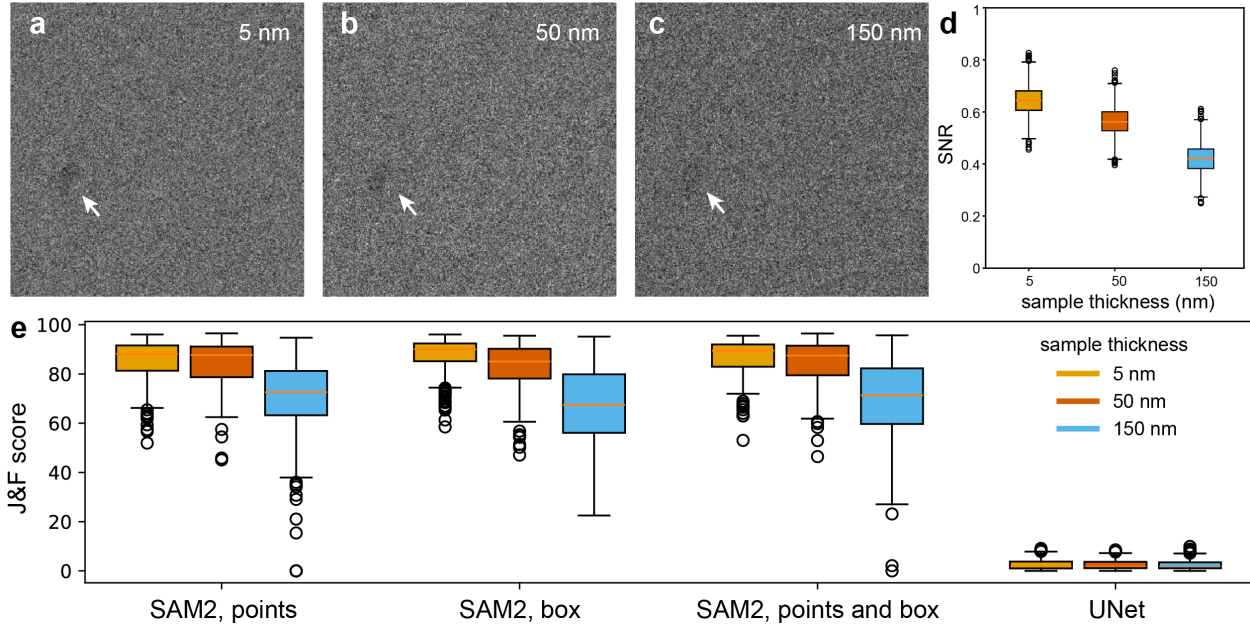 a
5 nm
b
50 nm
c
150 nm
d
1
0.8
0.6
0.4
0.2
0
SNR
5
50
150
sample thickness (nm)
e
100
80
60
40
20
0
J&F score
sample thickness
5 nm
50 nm
150 nm
SAM2, points
SAM2, box
SAM2, points and box
UNet